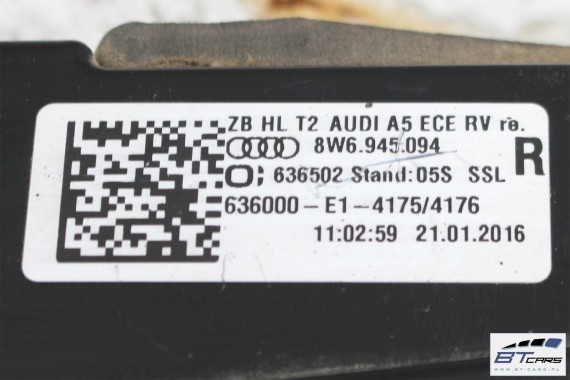 ZB HL T2 AUDI A5 ECE RV re.
8W6.945.094
R
636502 Stand:05S SSL
636000-E1-4175/4176
11:02:59 21.01.2016
BTCARS
WWW.BT-CARS.PL